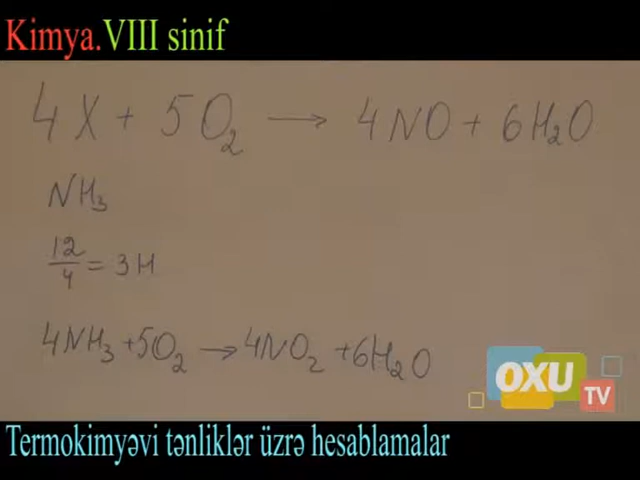 Kimya.VIII sinif
4X + 5O₂ → 4NO + 6H₂O
NH₃
12/4 = 3H
4NH₃ + 5O₂ → 4NO₂ + 6H₂O
OXU
TV
Termokimyəvi tənliklər üzrə hesablamalar